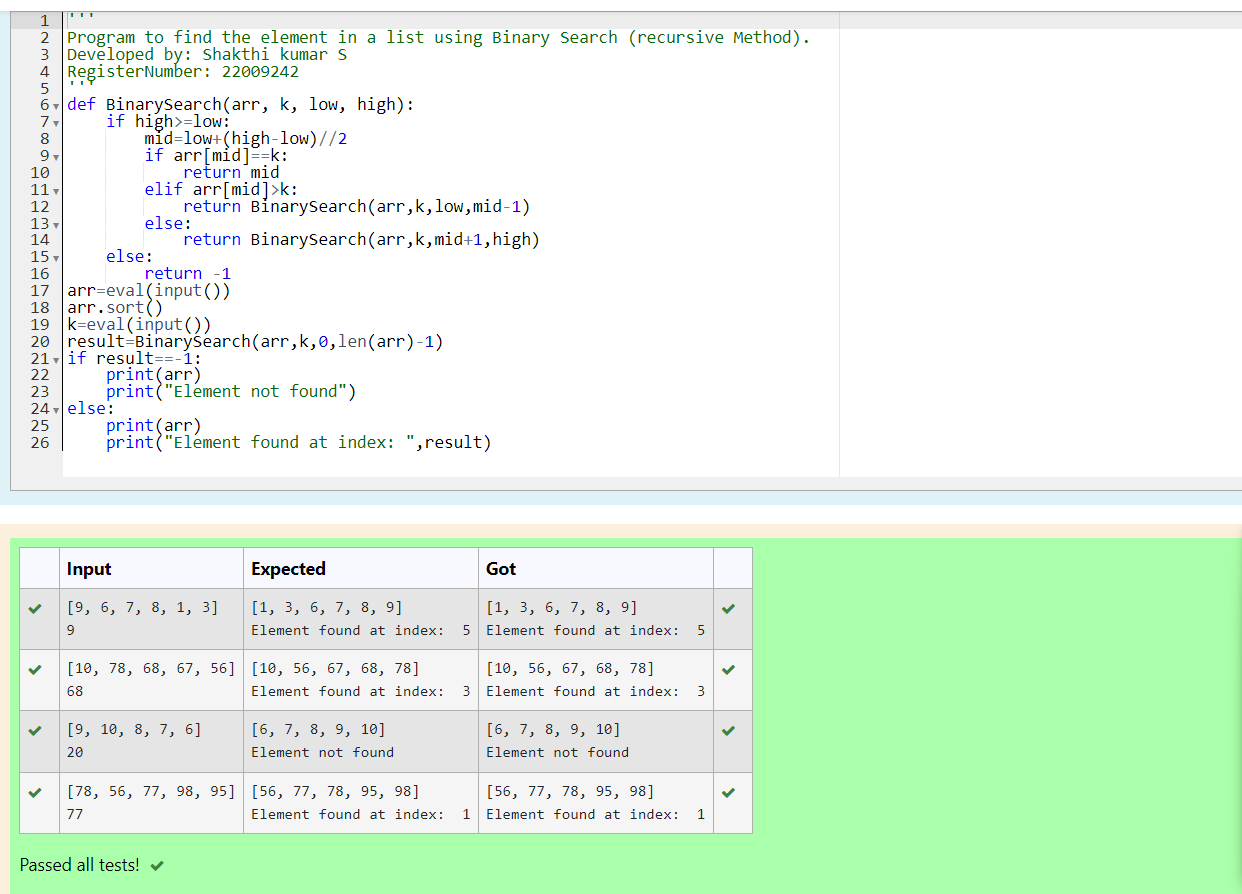 1 '''
2 Program to find the element in a list using Binary Search (recursive Method).
3 Developed by: Shakthi kumar S
4 RegisterNumber: 22009242
5 '''
6 def BinarySearch(arr, k, low, high):
7     if high>=low:
8         mid=low+(high-low)//2
9         if arr[mid]==k:
10             return mid
11         elif arr[mid]>k:
12             return BinarySearch(arr,k,low,mid-1)
13         else:
14             return BinarySearch(arr,k,mid+1,high)
15     else:
16         return -1
17 arr=eval(input())
18 arr.sort()
19 k=eval(input())
20 result=BinarySearch(arr,k,0,len(arr)-1)
21 if result==-1:
22     print(arr)
23     print("Element not found")
24 else:
25     print(arr)
26     print("Element found at index: ",result)
Input Expected Got
[9, 6, 7, 8, 1, 3] [1, 3, 6, 7, 8, 9] [1, 3, 6, 7, 8, 9]
9 Element found at index:  5 Element found at index:  5
[10, 78, 68, 67, 56] [10, 56, 67, 68, 78] [10, 56, 67, 68, 78]
68 Element found at index:  3 Element found at index:  3
[9, 10, 8, 7, 6] [6, 7, 8, 9, 10] [6, 7, 8, 9, 10]
20 Element not found Element not found
[78, 56, 77, 98, 95] [56, 77, 78, 95, 98] [56, 77, 78, 95, 98]
77 Element found at index:  1 Element found at index:  1
Passed all tests!